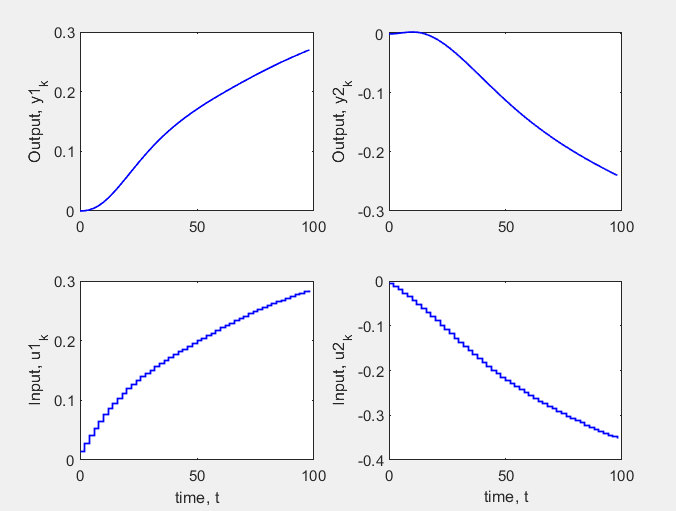 0.3
0.2
0.1
0
Output, y1k
0 50 100
0
-0.1
-0.2
-0.3
Output, y2k
0 50 100
0.3
0.2
0.1
0
Input, u1k
0 50 100
time, t
0
-0.1
-0.2
-0.3
-0.4
Input, u2k
0 50 100
time, t